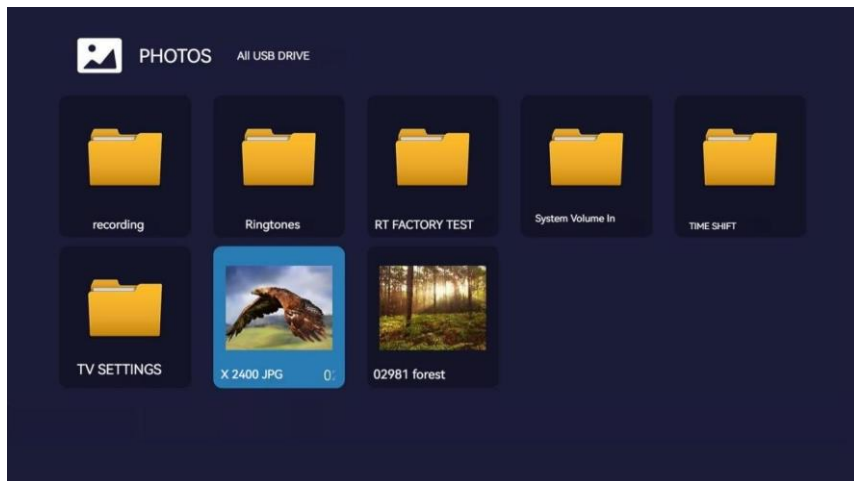 PHOTOS All USB DRIVE
recording Ringtones RT FACTORY TEST System Volume In TIME SHIFT
TV SETTINGS X 2400 JPG 02981 forest